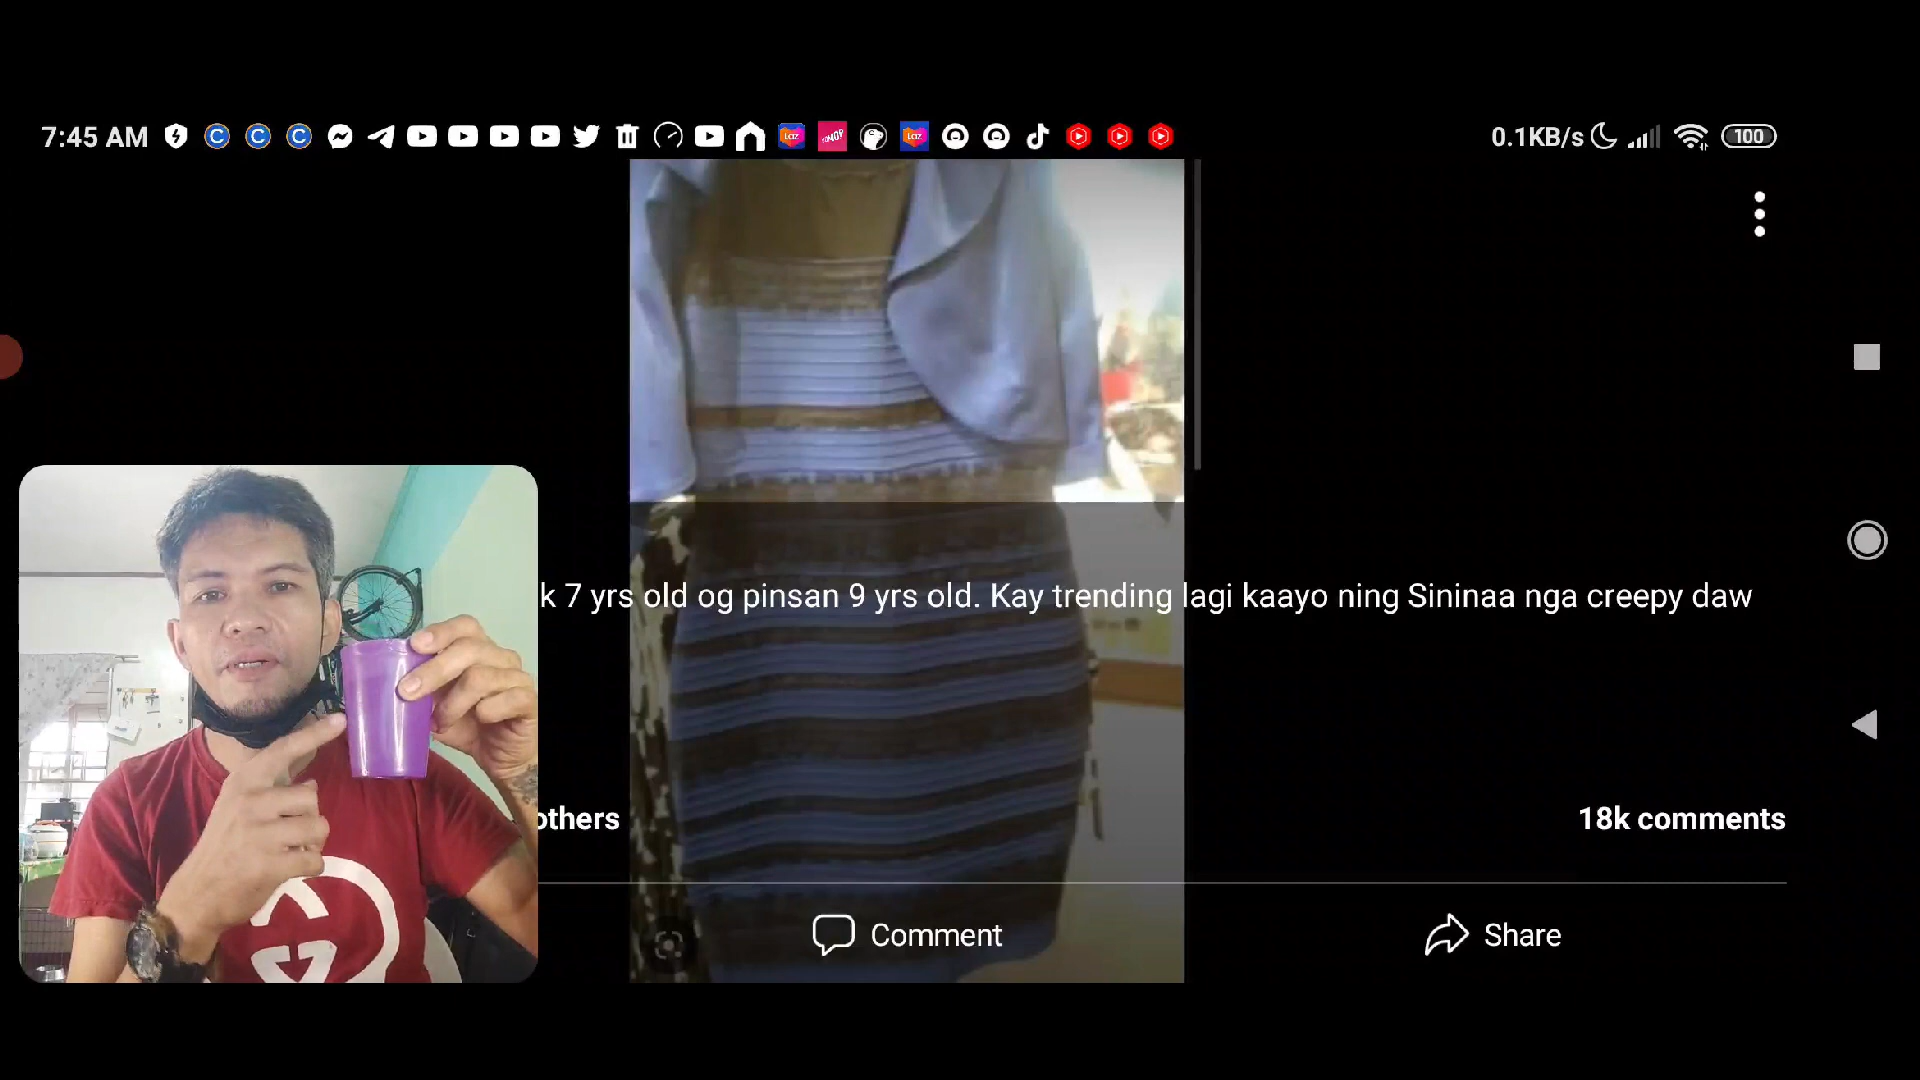 7:45 AM
0.1KB/s
100
k 7 yrs old og pinsan 9 yrs old. Kay trending lagi kaayo ning Sininaa nga creepy daw
others
18k comments
Comment
Share